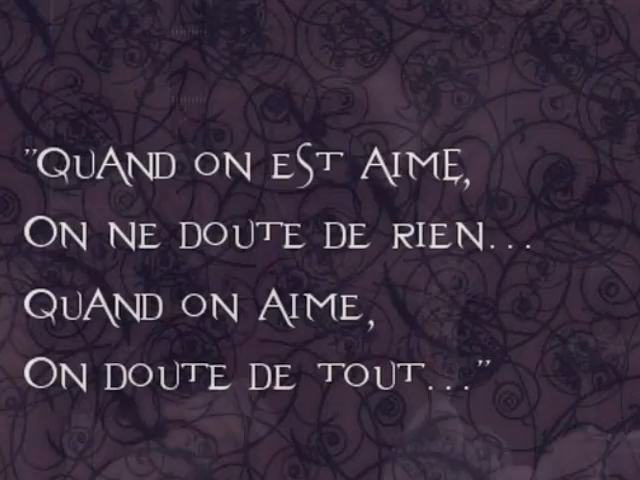 "Quand on est aime,
On ne doute de rien...
Quand on aime,
On doute de tout..."